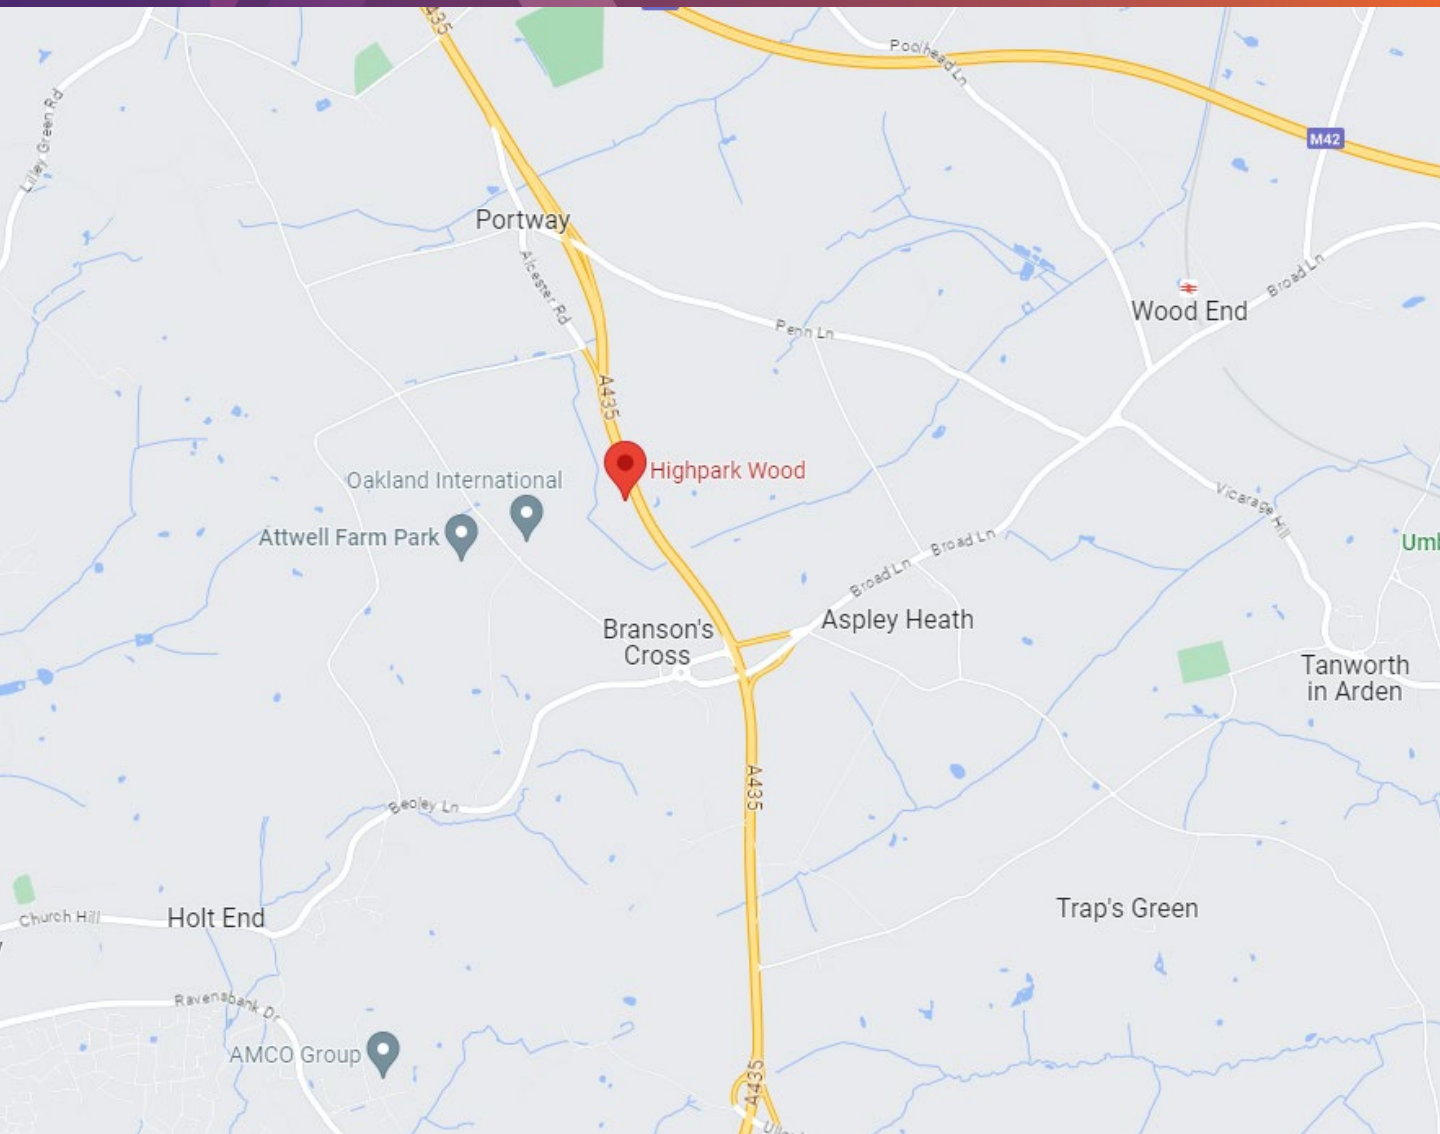 435
Poolhead Ln
M42
Lilley Green Rd
Portway
Alcester Rd
Broad Ln
Wood End
Penn Ln
A435
Highpark Wood
Oakland International
Attwell Farm Park
Vicarage Hill
Umb
Broad Ln
Broad Ln
Branson's
Cross
Aspley Heath
Tanworth
in Arden
A435
Beoley Ln
Church Hill
Holt End
Trap's Green
Ravensbank Dr
AMCO Group
A435